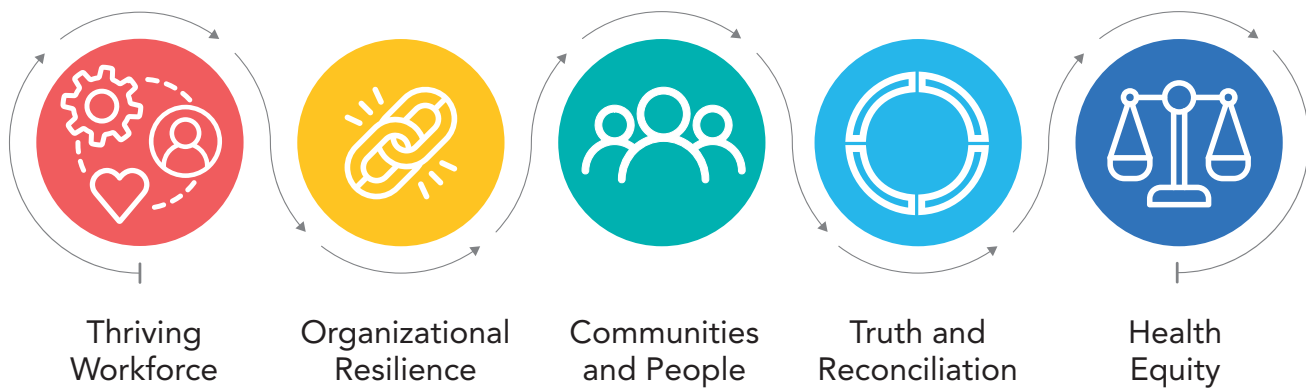 Thriving
Workforce
Organizational
Resilience
Communities
and People
Truth and
Reconciliation
Health
Equity